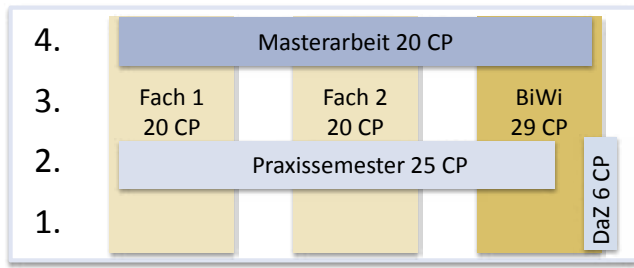 4.
Masterarbeit 20 CP
3.
Fach 1
20 CP
Fach 2
20 CP
BiWi
29 CP
2.
Praxissemester 25 CP
DaZ 6 CP
1.